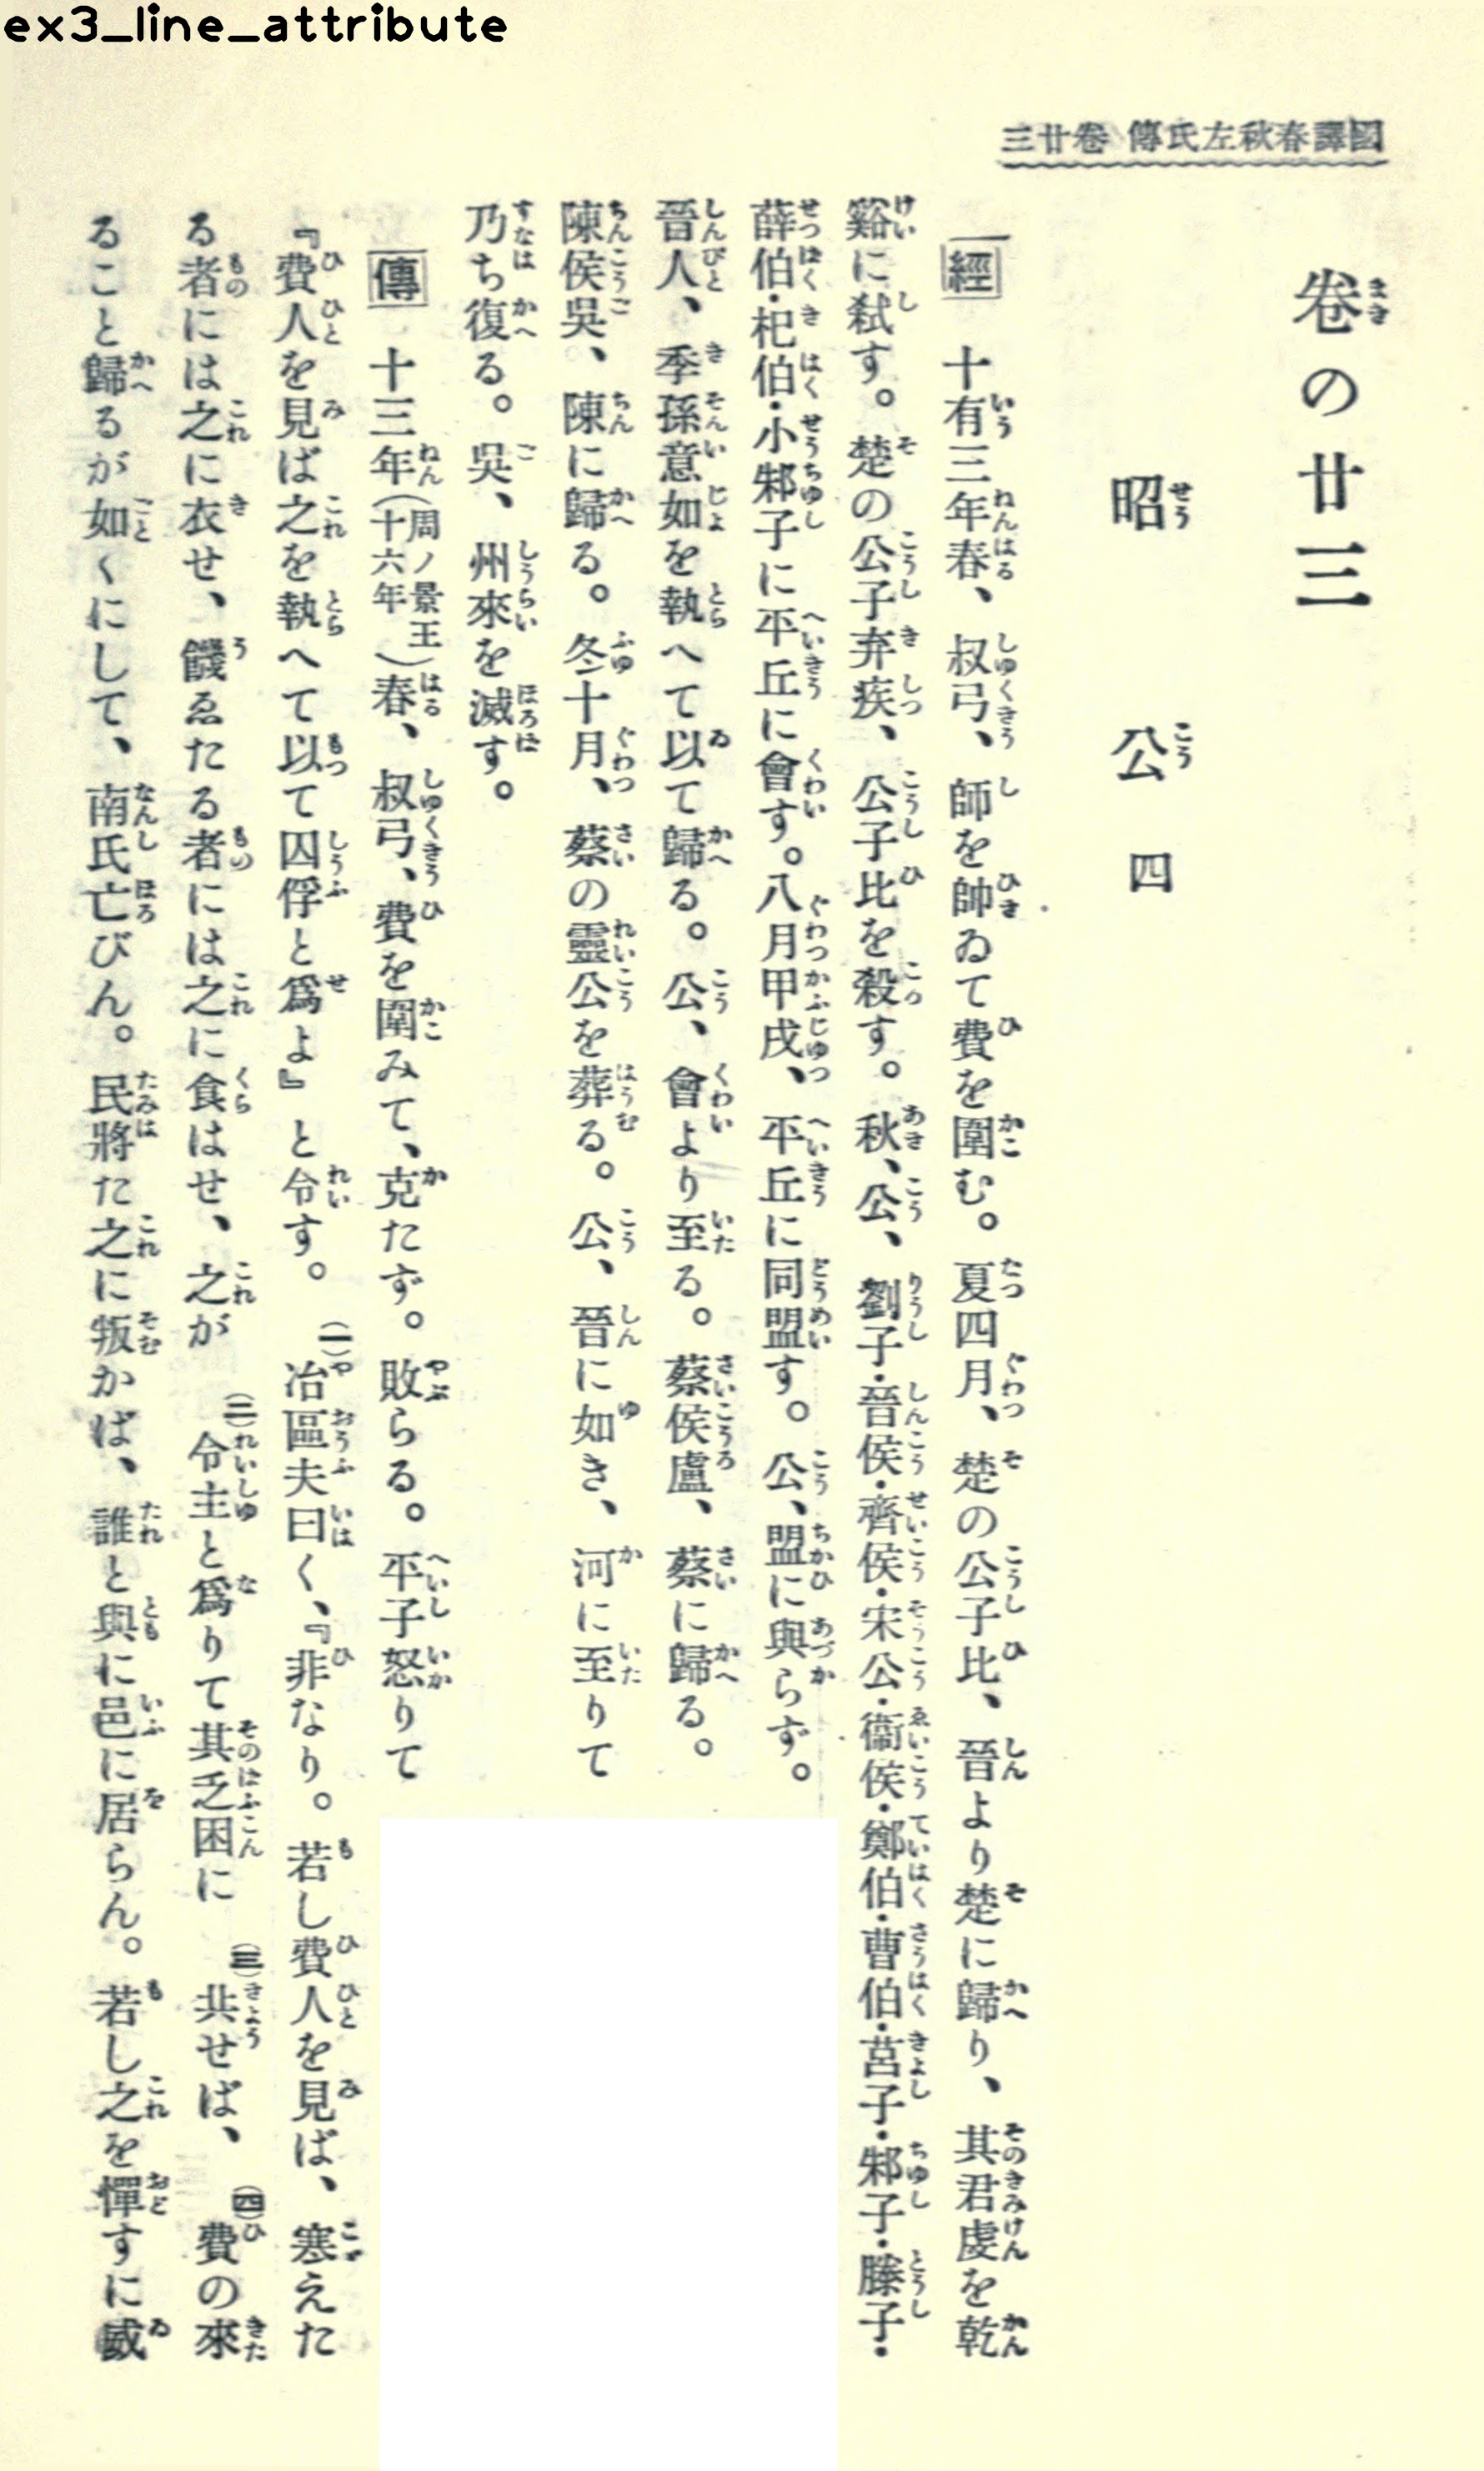 ex3_line_attribute
國譯春秋左氏傳 卷廿三
卷の廿三
昭公 四
經 十有三年春、叔弓、師を帥ゐて費を圍む。夏四月、楚の公子比、晉より楚に歸り、其君虔を乾
谿に弑す。楚の公子弃疾、公子比を殺す。秋、公、劉子・晉侯・齊侯・宋公・衞侯・鄭伯・曹伯・莒子・邾子・滕子・
薛伯・杞伯・小邾子に平丘に會す。八月甲戌、平丘に同盟す。公、盟に與らず。
晉人、季孫意如を執へて以て歸る。公、會より至る。蔡侯盧、蔡に歸る。
陳侯吳、陳に歸る。冬十月、蔡の靈公を葬る。公、晉に如き、河に至りて
乃ち復る。吳、州來を滅す。
傳 十三年(周ノ景王十六年)春、叔弓、費を圍みて、克たず。敗らる。平子怒りて
『費人を見ば之を執へて以て囚俘と爲よ』と令す。(一)冶區夫曰く、『非なり。若し費人を見ば、寒えた
る者には之に衣せ、饑ゑたる者には之に食はせ、之が(二)令主と爲りて其乏困に(三)共せば、(四)費の來
ること歸るが如くにして、南氏亡びん。民將た之に叛かば、誰と與に邑に居らん。若し之を憚すに威